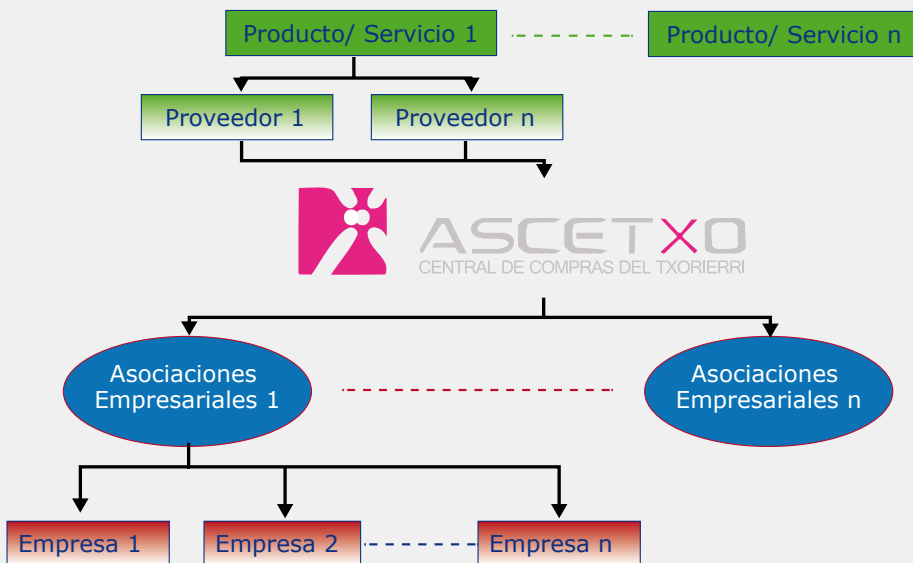 Producto/ Servicio 1
Producto/ Servicio n
Proveedor 1
Proveedor n
ASCETXO
CENTRAL DE COMPRAS DEL TXORIERRI
Asociaciones
Empresariales 1
Asociaciones
Empresariales n
Empresa 1
Empresa 2
Empresa n